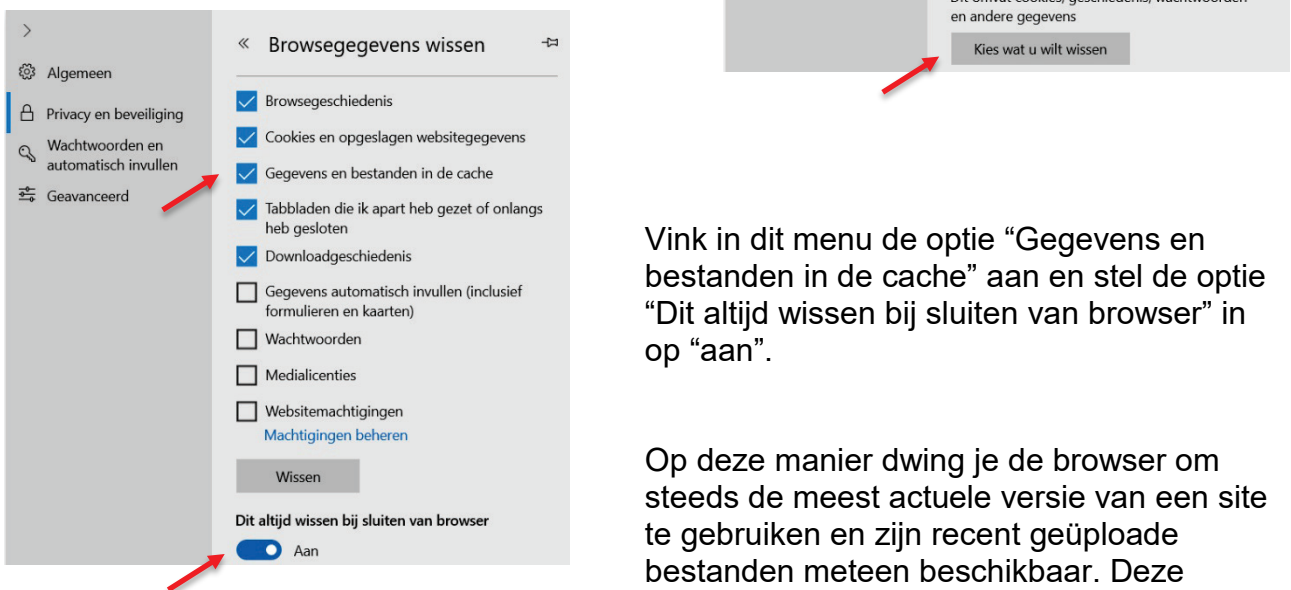 Algemeen
Privacy en beveiliging
Wachtwoorden en
automatisch invullen
Geavanceerd
Browsegegevens wissen
Browsegeschiedenis
Cookies en opgeslagen websitegegevens
Gegevens en bestanden in de cache
Tabbladen die ik apart heb gezet of onlangs
heb gesloten
Downloadgeschiedenis
Gegevens automatisch invullen (inclusief
formulieren en kaarten)
Wachtwoorden
Medialicenties
Websitemachtigingen
Machtigingen beheren
Wissen
Dit altijd wissen bij sluiten van browser
Aan
Dit omvat cookies, geschiedenis, wachtwoorden
en andere gegevens
Kies wat u wilt wissen
Vink in dit menu de optie “Gegevens en
bestanden in de cache” aan en stel de optie
“Dit altijd wissen bij sluiten van browser” in
op “aan”.
Op deze manier dwing je de browser om
steeds de meest actuele versie van een site
te gebruiken en zijn recent geüploade
bestanden meteen beschikbaar. Deze